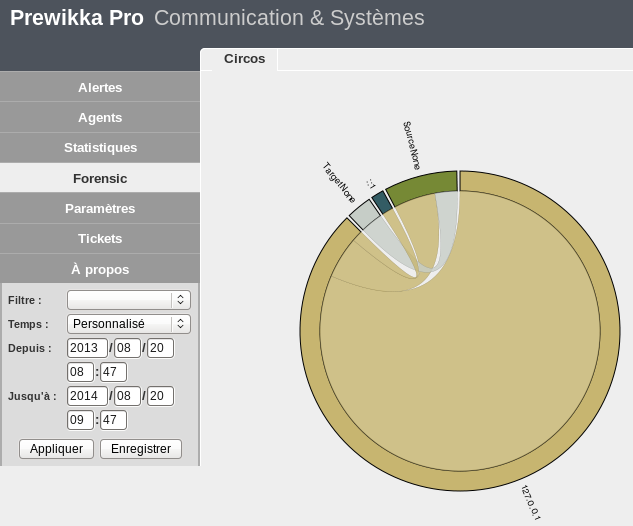 Prewikka Pro Communication & Systèmes
Circos
Alertes
Agents
Statistiques
Forensic
Paramètres
Tickets
À propos
Filtre :
Temps : Personnalisé
Depuis : 2013 / 08 / 20
08 : 47
Jusqu'à : 2014 / 08 / 20
09 : 47
Appliquer Enregistrer
TargetNone
::1
SourceNone
127.0.0.1